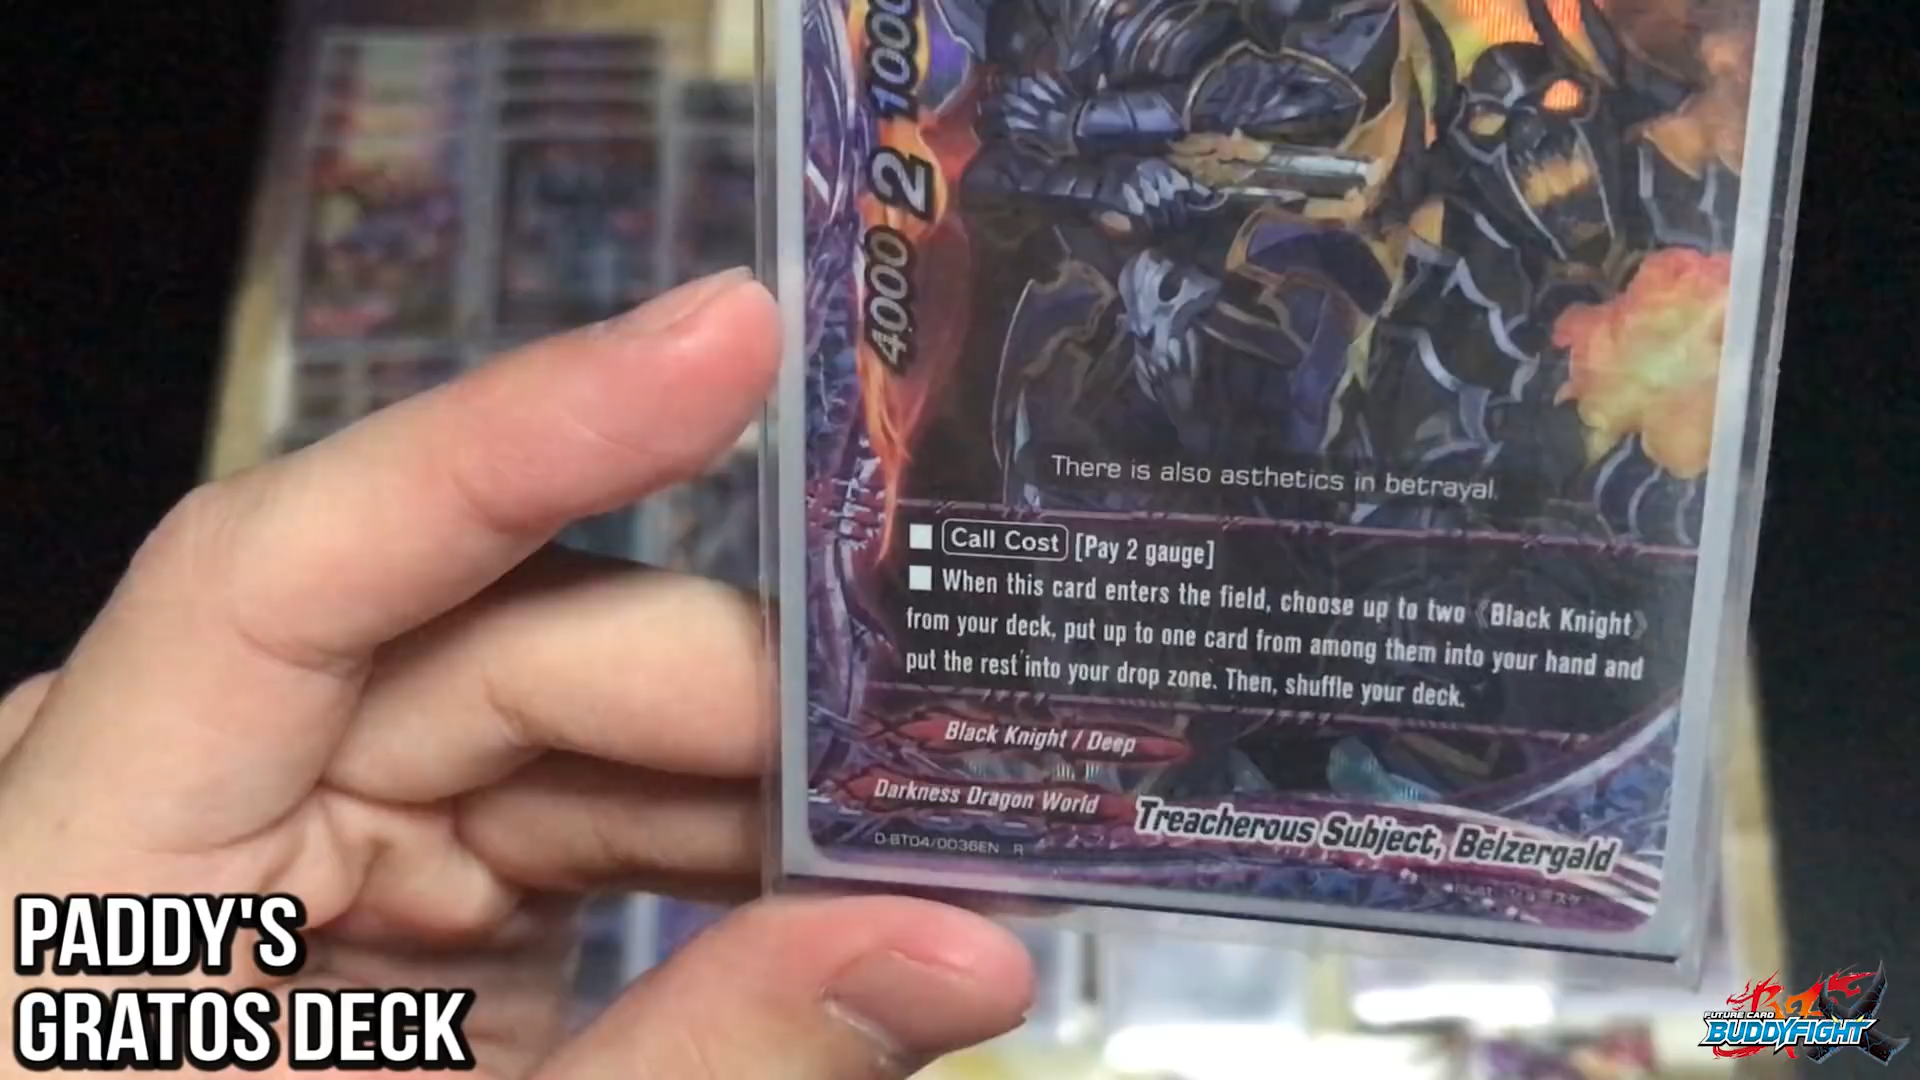 1000
2
4000
There is also asthetics in betrayal.
■ Call Cost [Pay 2 gauge]
■ When this card enters the field, choose up to two 《Black Knight》
from your deck, put up to one card from among them into your hand and
put the rest into your drop zone. Then, shuffle your deck.
Black Knight / Deep
Darkness Dragon World
Treacherous Subject, Belzergald
D-BT04/0036EN R
PADDY'S
GRATOS DECK
FUTURE CARD
BUDDYFIGHT